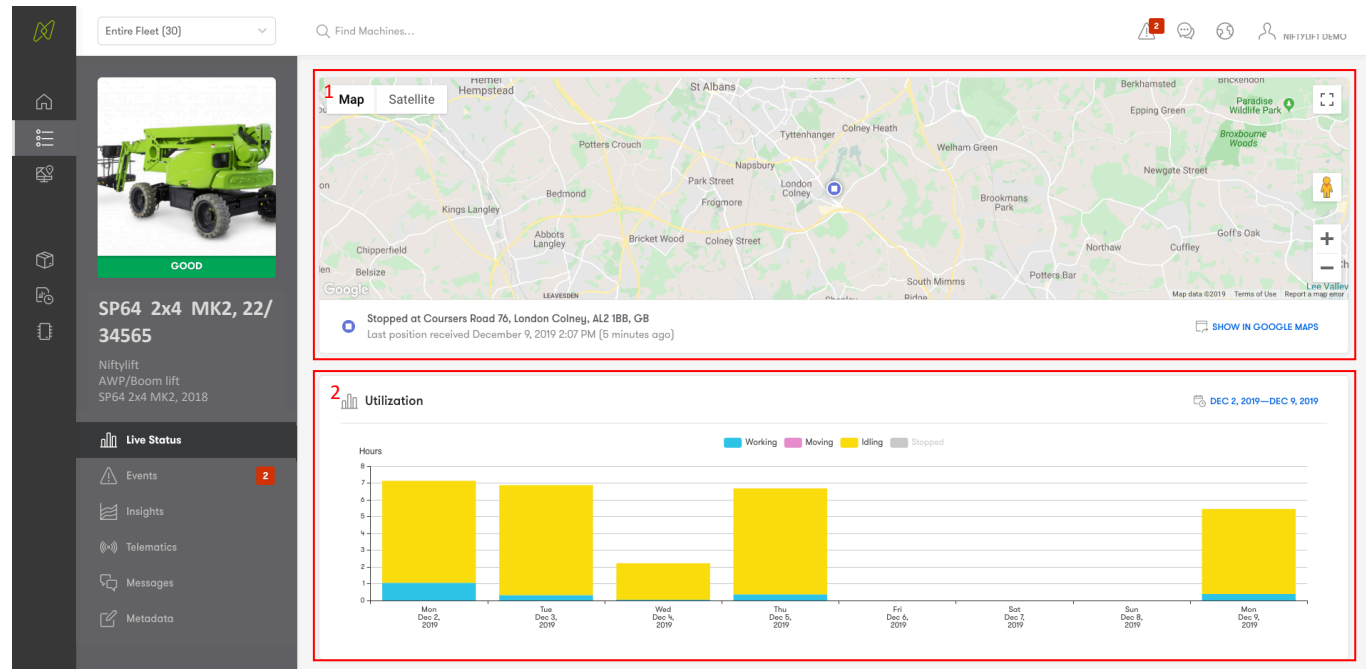 Entire Fleet (30)
Find Machines...
2
NIFTYLIFT DEMO
GOOD
SP64 2x4 MK2, 22/
34565
Niftylift
AWP/Boom lift
SP64 2x4 MK2, 2018
Live Status
Events
2
Insights
Telematics
Messages
Metadata
1
Map
Satellite
Hemel
Hempstead
St Albans
Berkhamsted
Brickendon
Paradise
Wildlife Park
Epping Green
Colney Heath
Tyttenhanger
Broxbourne
Woods
Potters Crouch
Welham Green
Napsbury
Newgate Street
Park Street
London
Colney
Bedmond
Frogmore
Brookmans
Park
Kings Langley
Abbots
Langley
Bricket Wood
Colney Street
Goff's Oak
Northaw
Cuffley
Chipperfield
Belsize
South Mimms
Potters Bar
Ridge
Lee Valley
Google
LEAVESDEN
Map data ©2019
Terms of Use
Report a map error
Stopped at Coursers Road 76, London Colney, AL2 1BB, GB
Last position received December 9, 2019 2:07 PM (5 minutes ago)
SHOW IN GOOGLE MAPS
2
Utilization
DEC 2, 2019—DEC 9, 2019
Working
Moving
Idling
Stopped
Hours
8
7
6
5
4
3
2
1
0
Mon
Dec 2,
2019
Tue
Dec 3,
2019
Wed
Dec 4,
2019
Thu
Dec 5,
2019
Fri
Dec 6,
2019
Sat
Dec 7,
2019
Sun
Dec 8,
2019
Mon
Dec 9,
2019